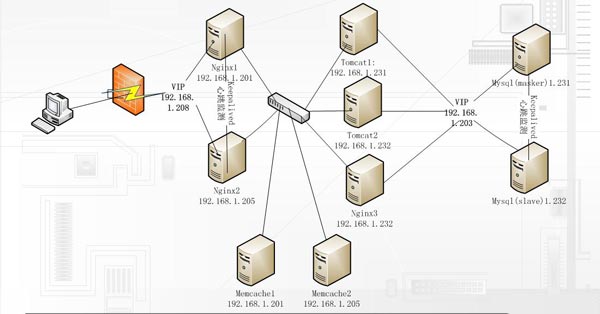 Nginx1
192.168.1.201
Keepalived
心跳监测
VIP
192.168.
1.208
Nginx2
192.168.1.205
Tomcat1:
192.168.1.231
Tomcat2
192.168.1.232
Nginx3
192.168.1.232
Memcache1
192.168.1.201
Memcache2
192.168.1.205
VIP
192.168.
1.203
Mysql(masker)1.231
Keepalived
心跳监测
Mysql(slave)1.232